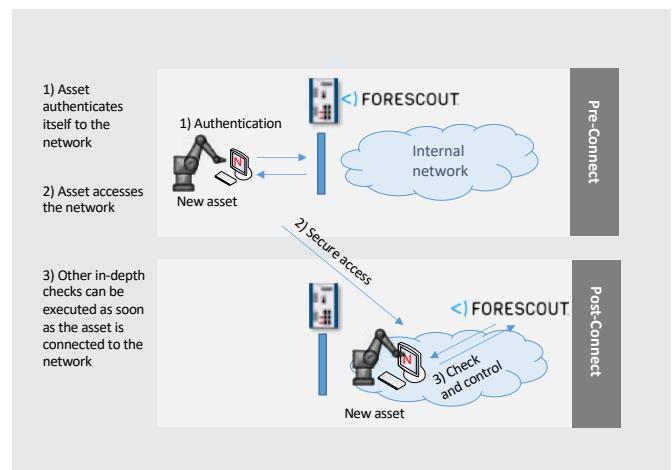 1) Asset
authenticates
itself to the
network
2) Asset accesses
the network
3) Other in-depth
checks can be
executed as soon
as the asset is
connected to the
network
<) FORESCOUT.
1) Authentication
N
New asset
Internal
network
Pre-Connect
2) Secure access
<) FORESCOUT.
N
3) Check
and control
New asset
Post-Connect